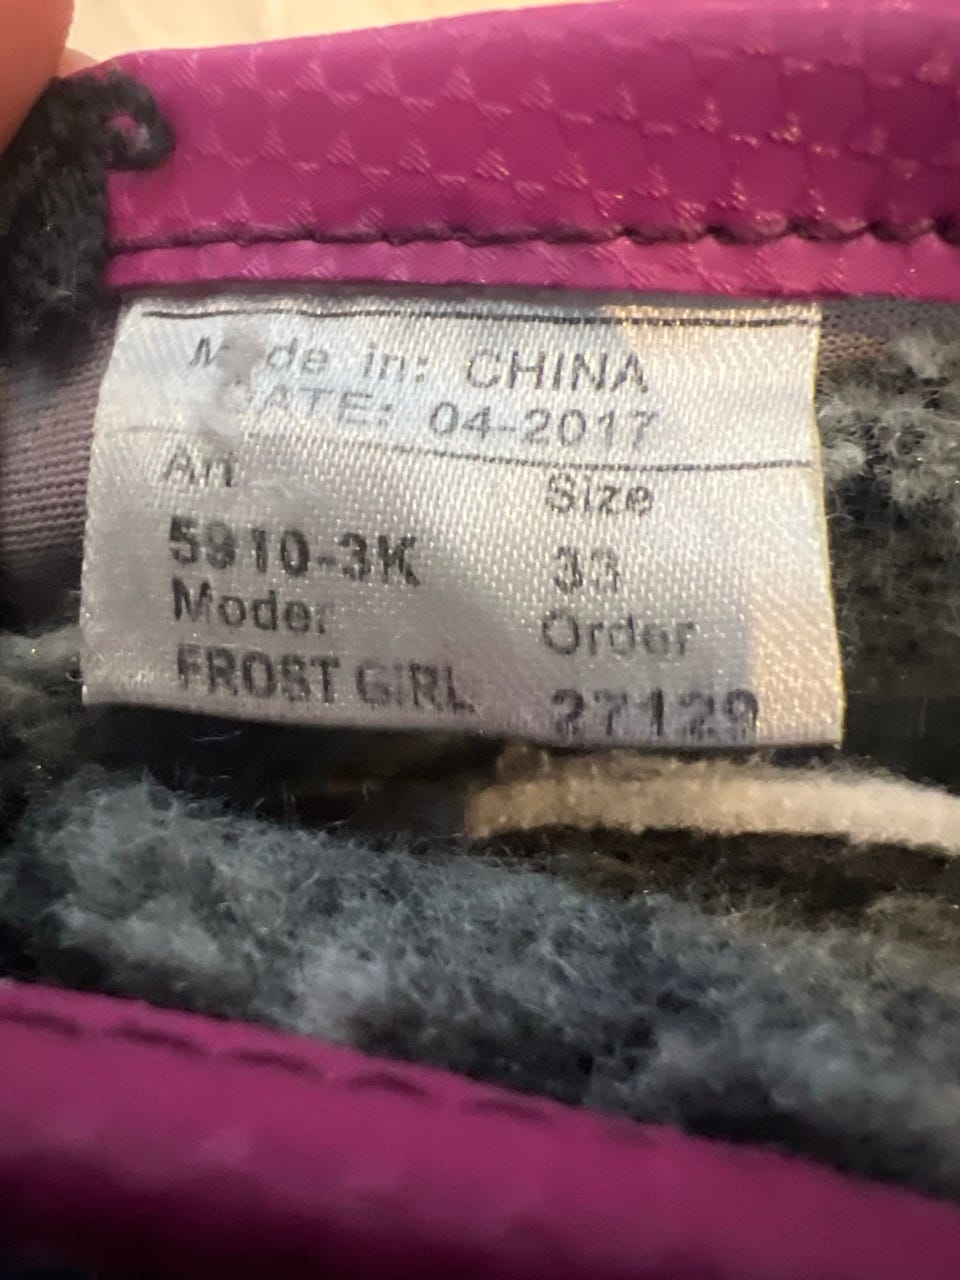 Made in: CHINA
DATE: 04-2017
Art Size
5910-3K 33
Model Order
FROST GIRL 27129